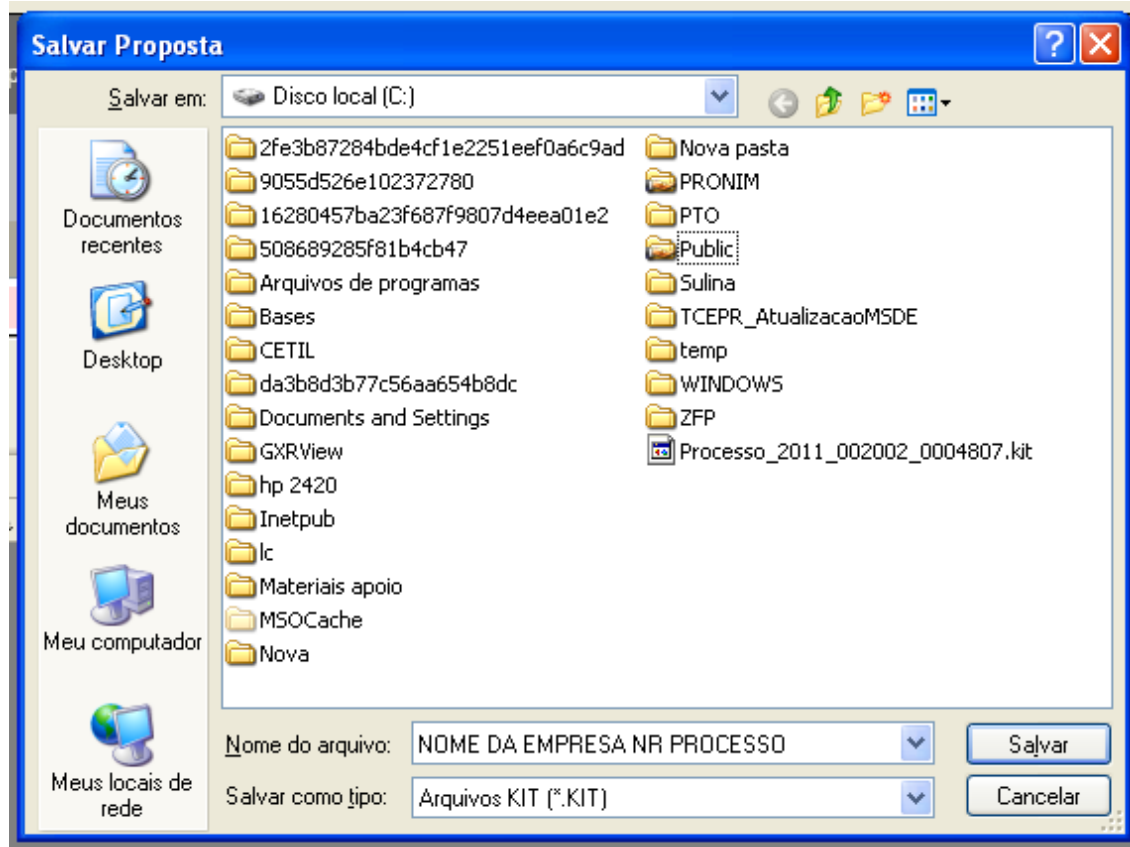 Salvar Proposta
Salvar em:
Disco local (C:)
Documentos
recentes
Desktop
Meus
documentos
Meu computador
Meus locais de
rede
2fe3b87284bde4cf1e2251eef0a6c9ad
9055d526e102372780
16280457ba23f687f9807d4eea01e2
508689285f81b4cb47
Arquivos de programas
Bases
CETIL
da3b8d3b77c56aa654b8dc
Documents and Settings
GXRView
hp 2420
Inetpub
lc
Materiais apoio
MSOCache
Nova
Nova pasta
PRONIM
PTO
Public
Sulina
TCEPR_AtualizacaoMSDE
temp
WINDOWS
ZFP
Processo_2011_002002_0004807.kit
Nome do arquivo:
NOME DA EMPRESA NR PROCESSO
Salvar
Salvar como tipo:
Arquivos KIT (*.KIT)
Cancelar